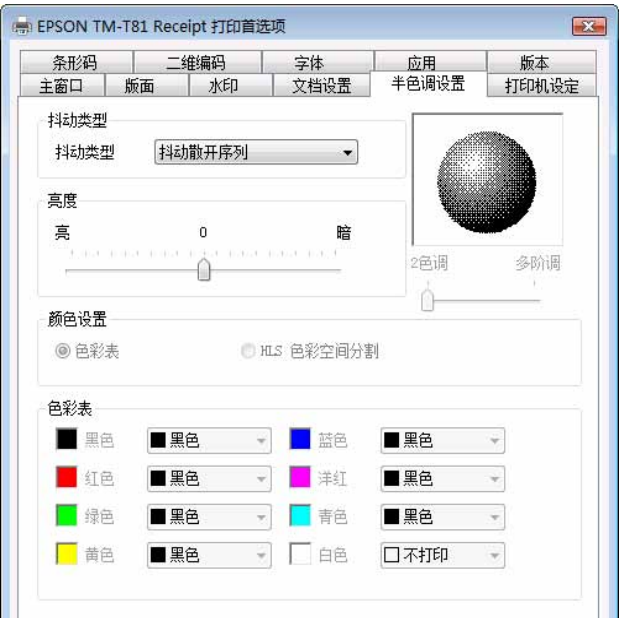 EPSON TM-T81 Receipt 打印首选项
条形码 二维编码 字体 应用 版本
主窗口 版面 水印 文档设置 半色调设置 打印机设定
抖动类型
抖动类型 抖动散开序列
亮度
亮 0 暗
2色调 多阶调
颜色设置
色彩表 HLS 色彩空间分割
色彩表
黑色 黑色 蓝色 黑色
红色 黑色 洋红 黑色
绿色 黑色 青色 黑色
黄色 黑色 白色 不打印